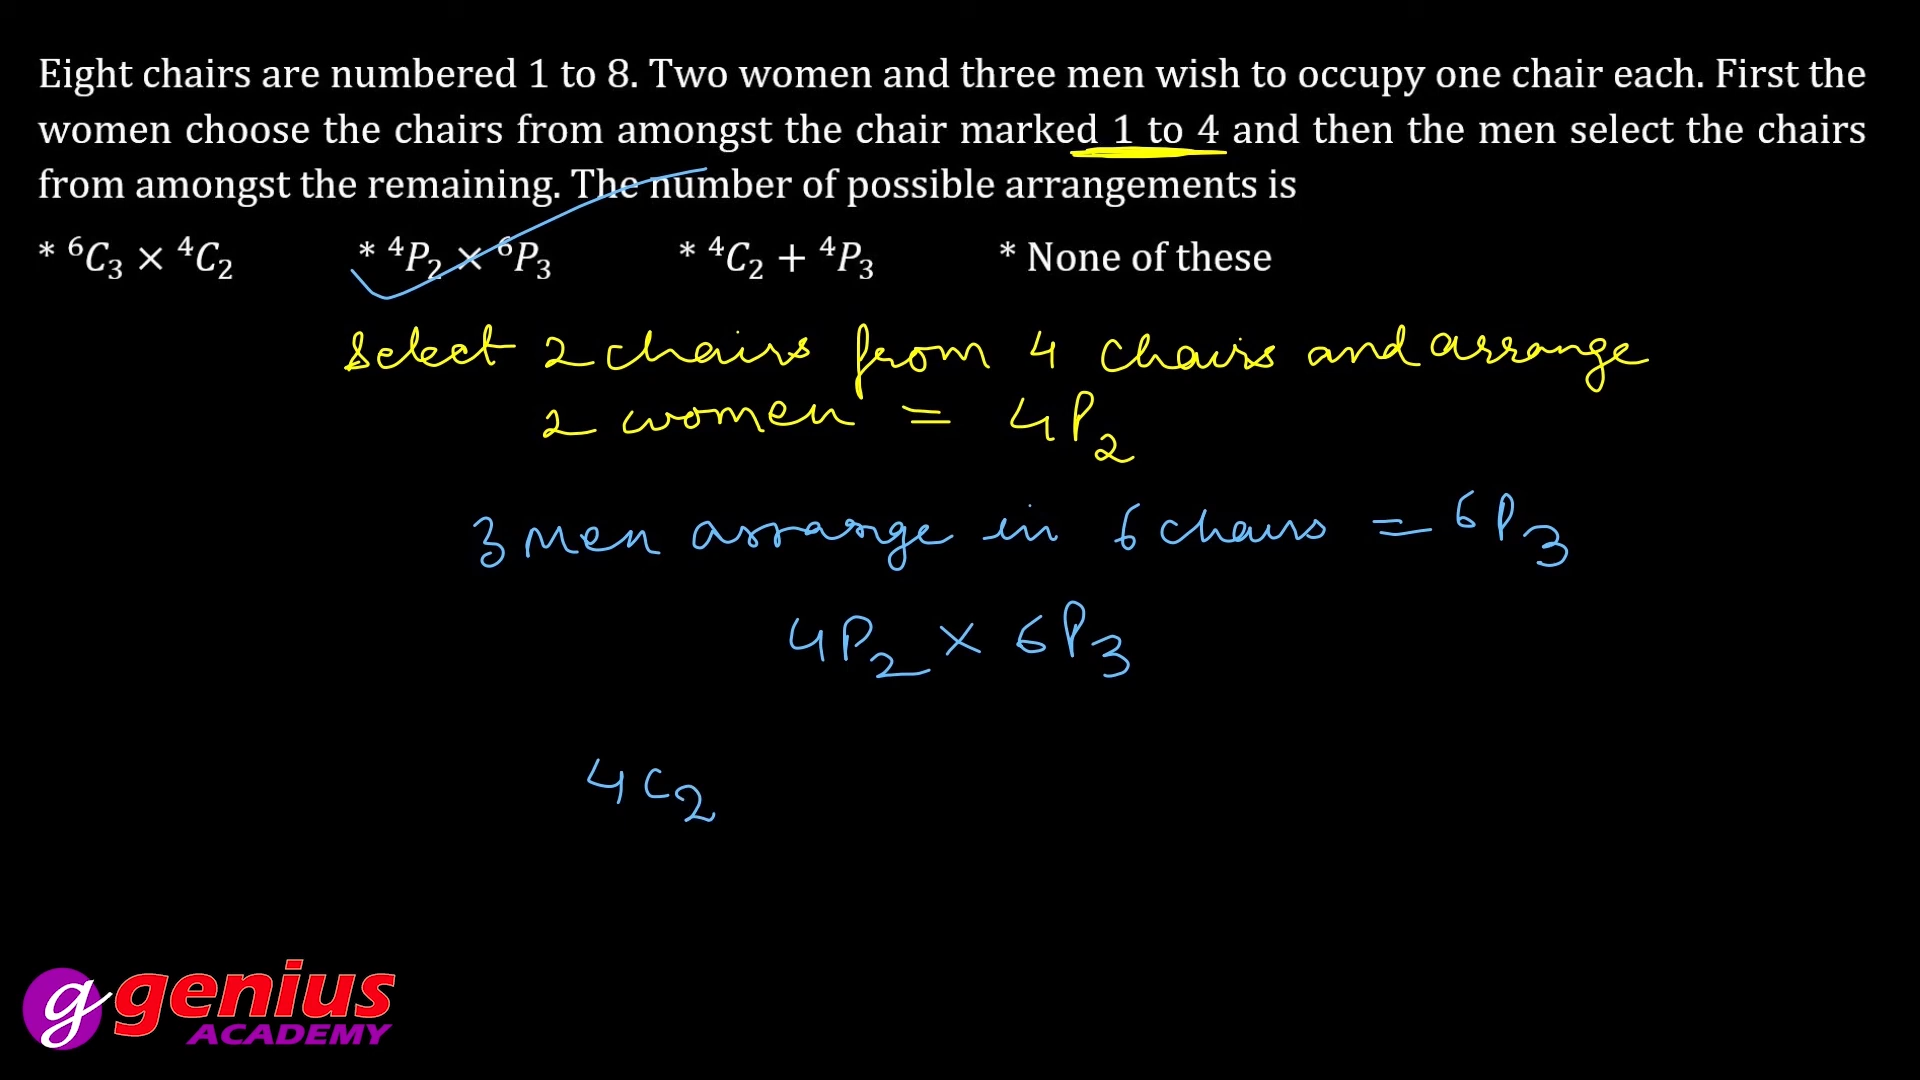 Eight chairs are numbered 1 to 8. Two women and three men wish to occupy one chair each. First the
women choose the chairs from amongst the chair marked 1 to 4 and then the men select the chairs
from amongst the remaining. The number of possible arrangements is
* ⁶C₃ × ⁴C₂ * ⁴P₂ × ⁶P₃ * ⁴C₂ + ⁴P₃ * None of these
Select 2 chairs from 4 chairs and arrange
2 women = 4P₂
3 men arrange in 6 chairs = ⁶P₃
4P₂ × 6P₃
4C₂
g genius
ACADEMY